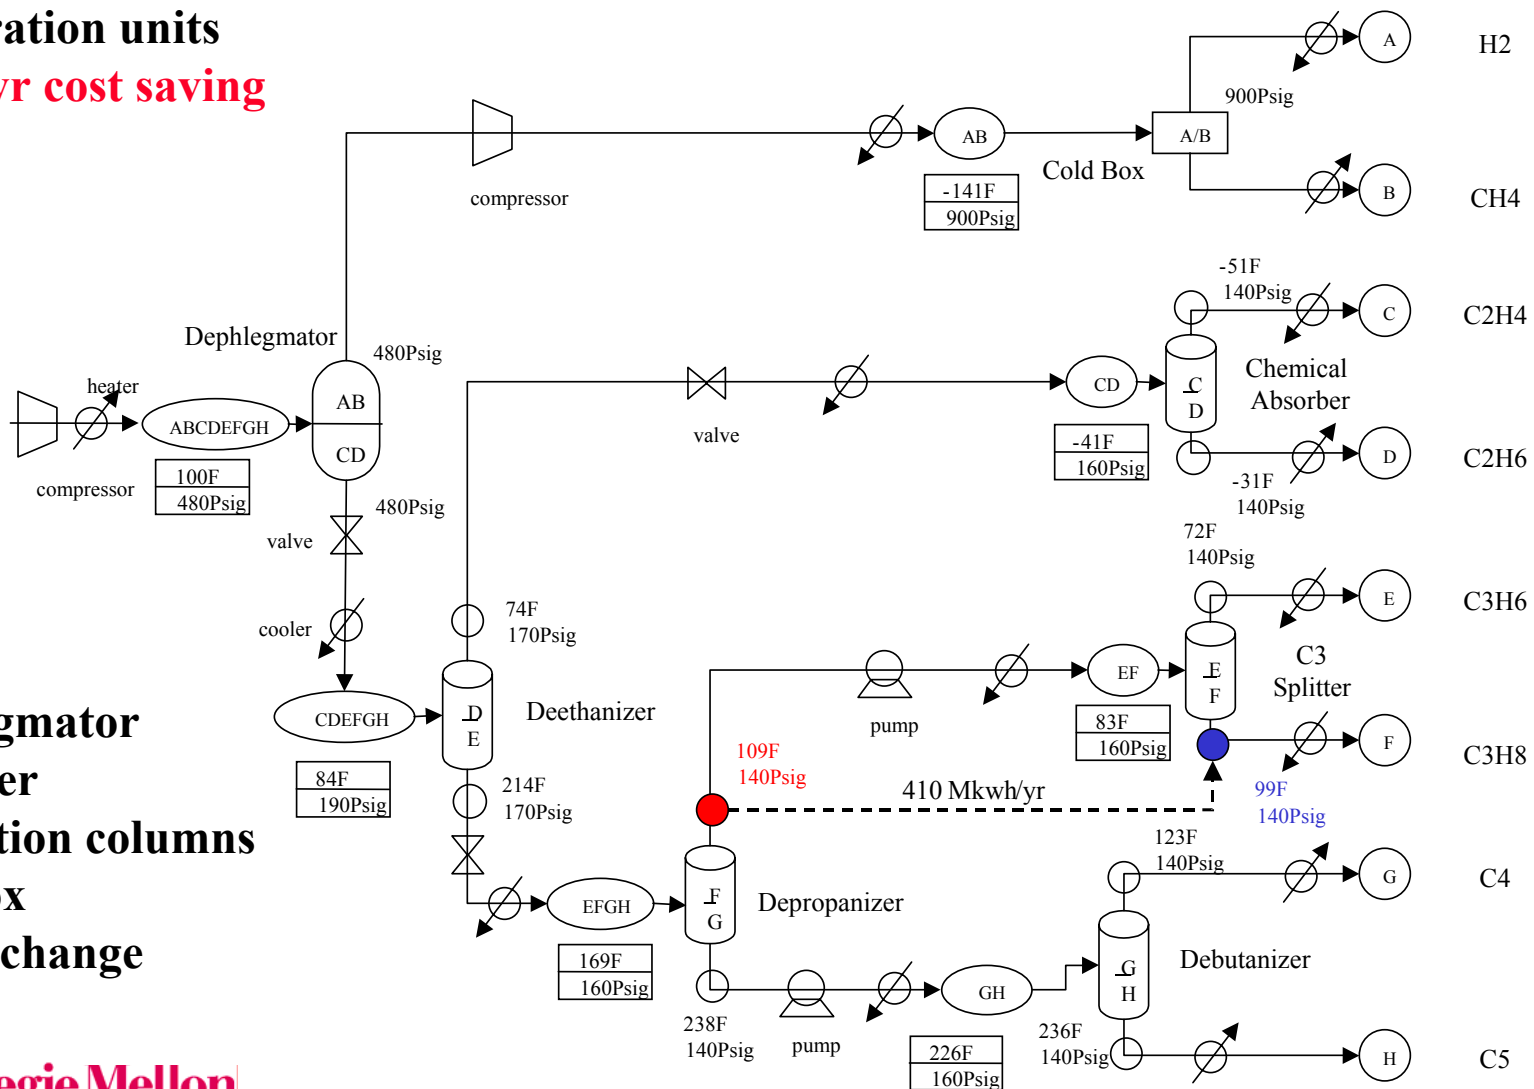 ration units
yr cost saving
A
H2
900Psig
AB
A/B
Cold Box
compressor
-141F
900Psig
B
CH4
-51F
140Psig
C
C2H4
Dephlegmator
480Psig
heater
ABCDEFGH
AB
CD
compressor
100F
480Psig
480Psig
valve
valve
CD
C
D
Chemical
Absorber
-41F
160Psig
D
C2H6
-31F
140Psig
72F
140Psig
cooler
74F
170Psig
E
C3H6
EF
E
F
C3
Splitter
pump
83F
160Psig
F
C3H8
CDEFGH
D
E
Deethanizer
84F
190Psig
214F
170Psig
109F
140Psig
410 Mkwh/yr
99F
140Psig
gmator
er
tion columns
ox
change
EFGH
F
G
Depropanizer
169F
160Psig
123F
140Psig
G
C4
G
H
Debutanizer
GH
238F
140Psig
pump
226F
160Psig
236F
140Psig
H
C5
egie Mellon